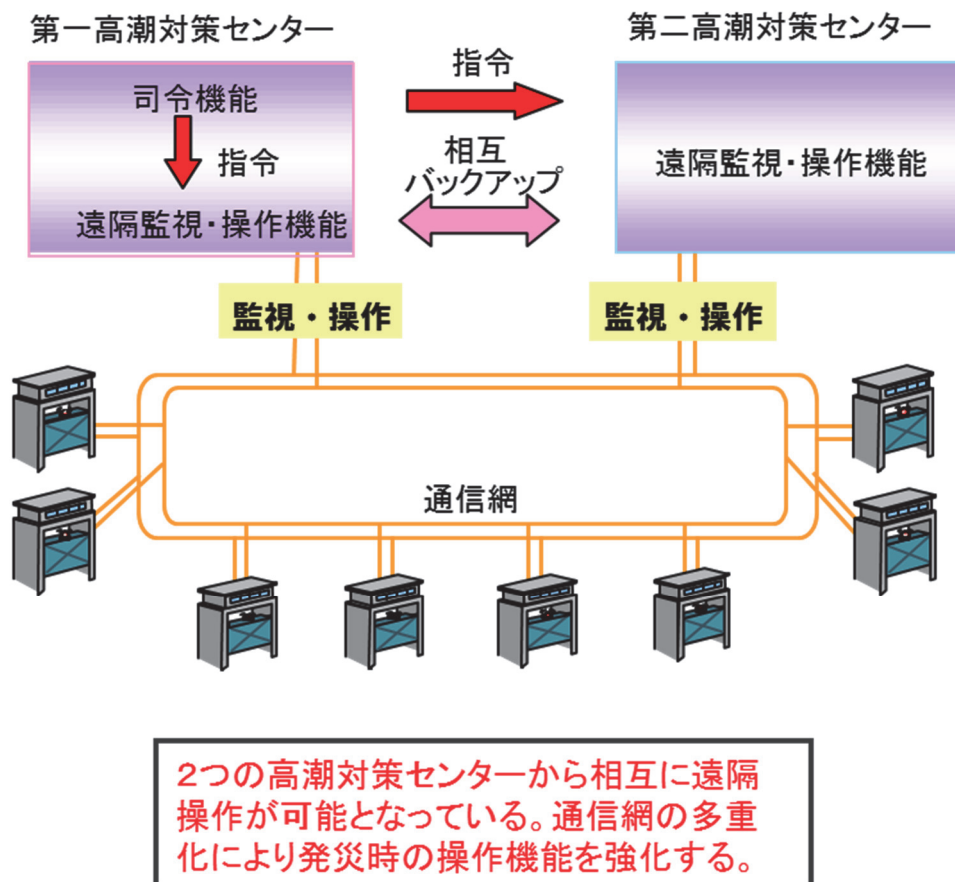 第一高潮対策センター
第二高潮対策センター
司令機能
指令
遠隔監視・操作機能
指令
相互
バックアップ
遠隔監視・操作機能
監視・操作
監視・操作
通信網
２つの高潮対策センターから相互に遠隔
操作が可能となっている。通信網の多重
化により発災時の操作機能を強化する。